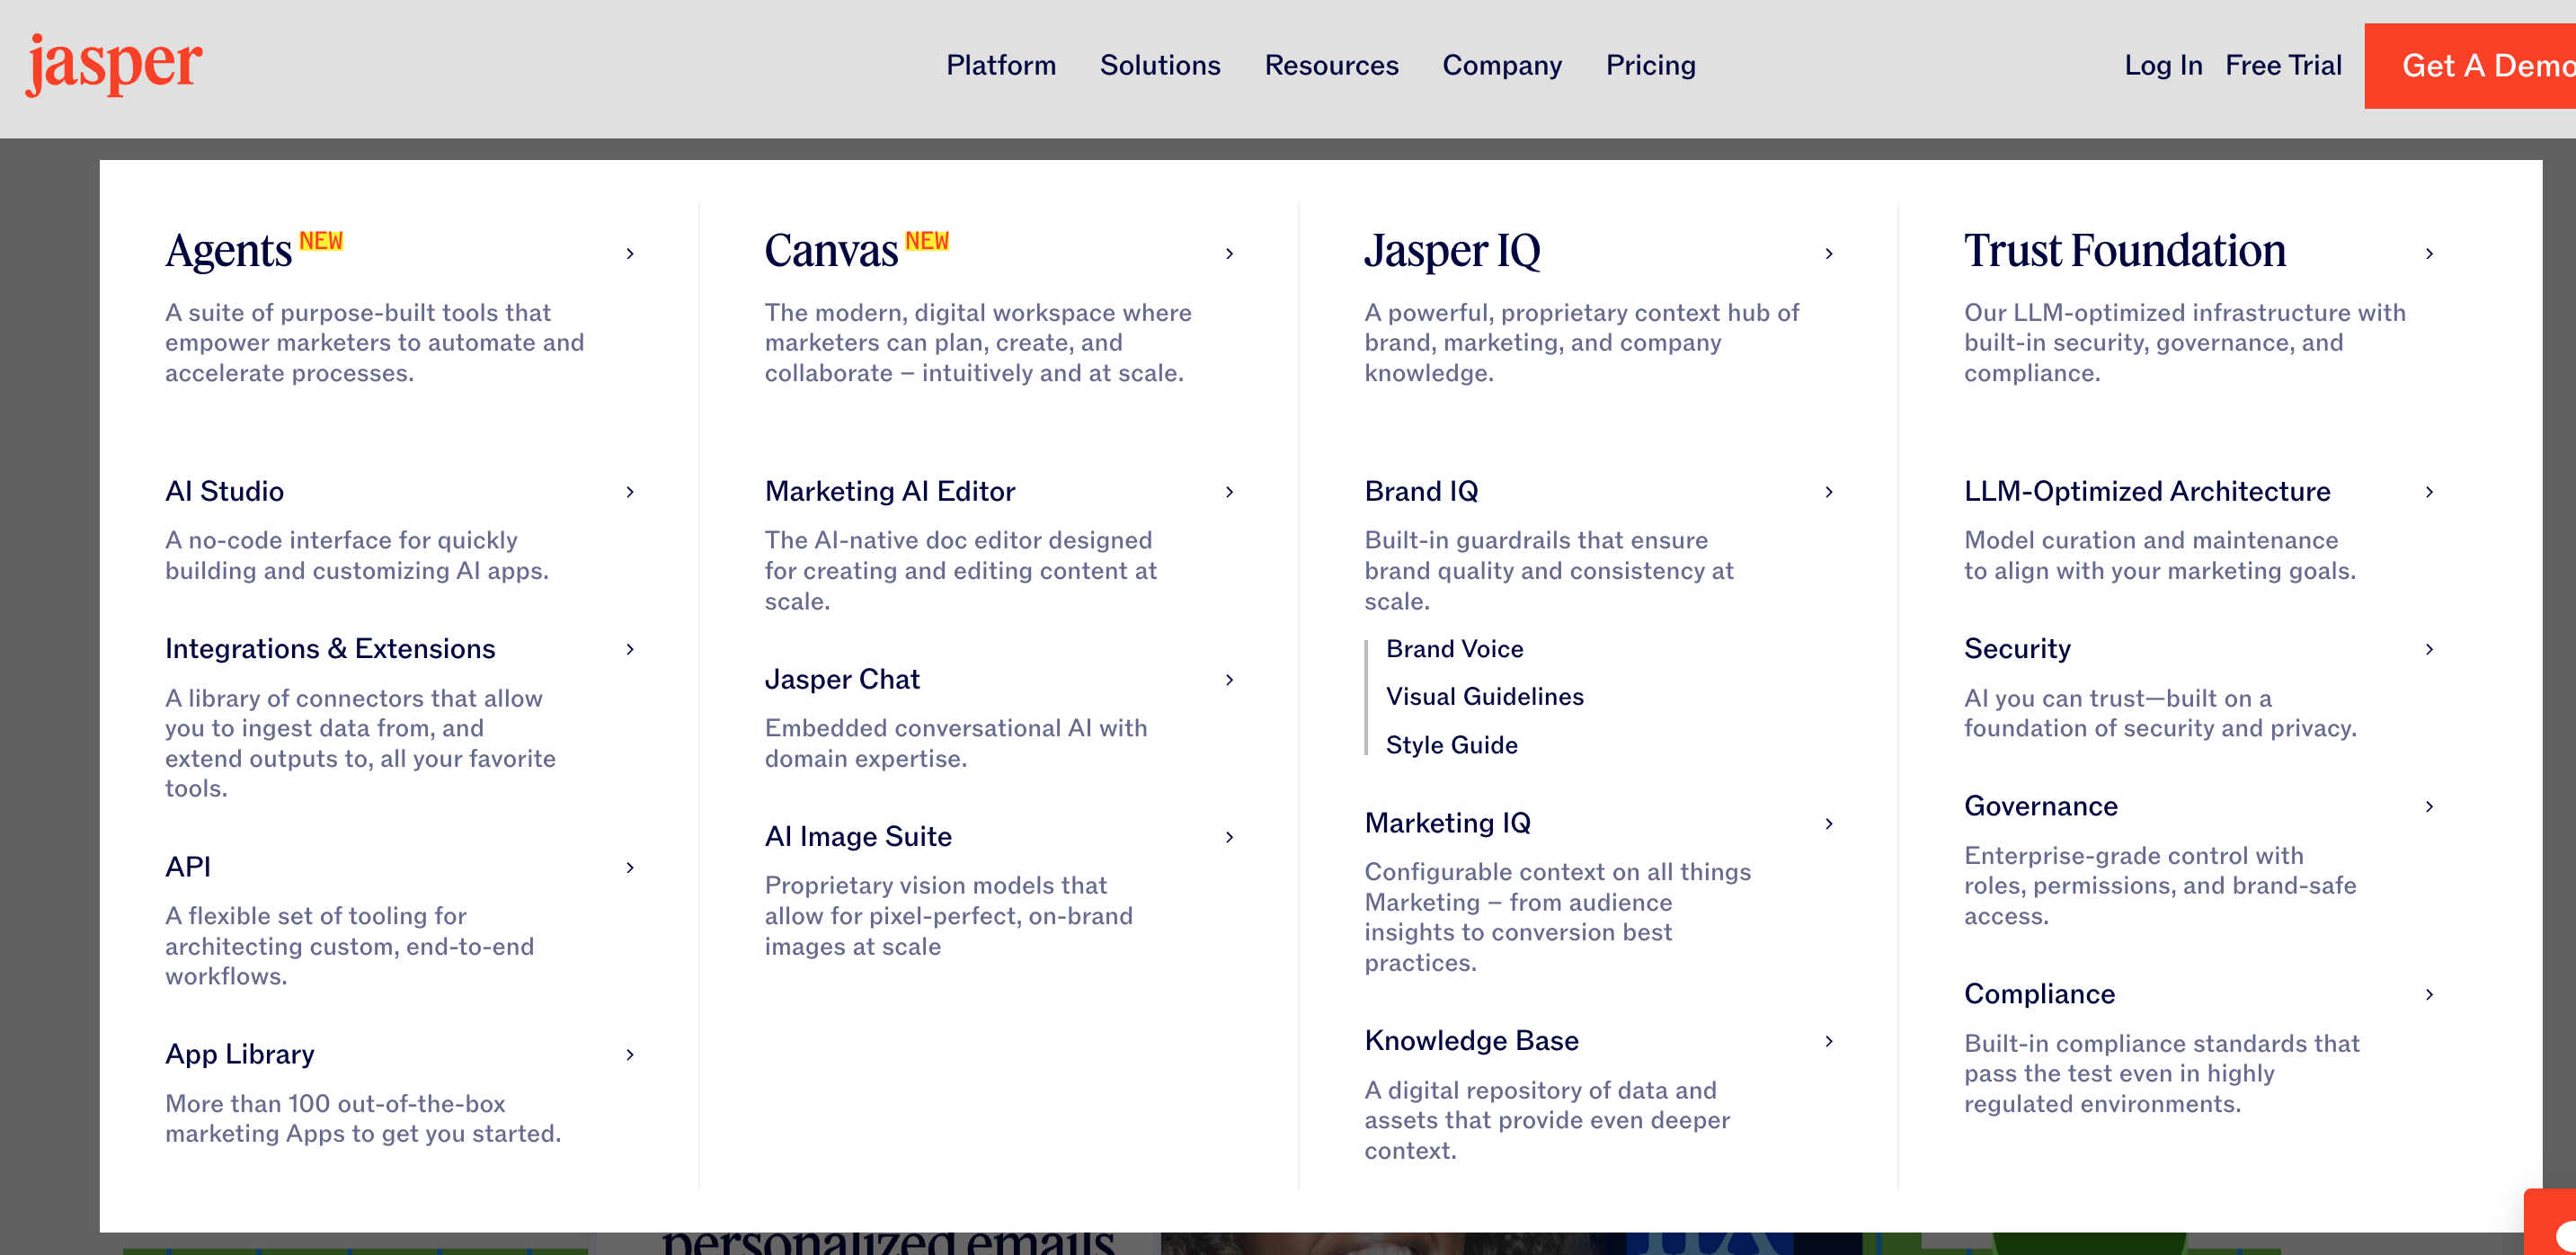 jasper
Platform
Solutions
Resources
Company
Pricing
Log In
Free Trial
Get A Demo
Agents NEW
A suite of purpose-built tools that
empower marketers to automate and
accelerate processes.
AI Studio
A no-code interface for quickly
building and customizing AI apps.
Integrations & Extensions
A library of connectors that allow
you to ingest data from, and
extend outputs to, all your favorite
tools.
API
A flexible set of tooling for
architecting custom, end-to-end
workflows.
App Library
More than 100 out-of-the-box
marketing Apps to get you started.
Canvas NEW
The modern, digital workspace where
marketers can plan, create, and
collaborate – intuitively and at scale.
Marketing AI Editor
The AI-native doc editor designed
for creating and editing content at
scale.
Jasper Chat
Embedded conversational AI with
domain expertise.
AI Image Suite
Proprietary vision models that
allow for pixel-perfect, on-brand
images at scale
Jasper IQ
A powerful, proprietary context hub of
brand, marketing, and company
knowledge.
Brand IQ
Built-in guardrails that ensure
brand quality and consistency at
scale.
Brand Voice
Visual Guidelines
Style Guide
Marketing IQ
Configurable context on all things
Marketing – from audience
insights to conversion best
practices.
Knowledge Base
A digital repository of data and
assets that provide even deeper
context.
Trust Foundation
Our LLM-optimized infrastructure with
built-in security, governance, and
compliance.
LLM-Optimized Architecture
Model curation and maintenance
to align with your marketing goals.
Security
AI you can trust—built on a
foundation of security and privacy.
Governance
Enterprise-grade control with
roles, permissions, and brand-safe
access.
Compliance
Built-in compliance standards that
pass the test even in highly
regulated environments.
personalized emails